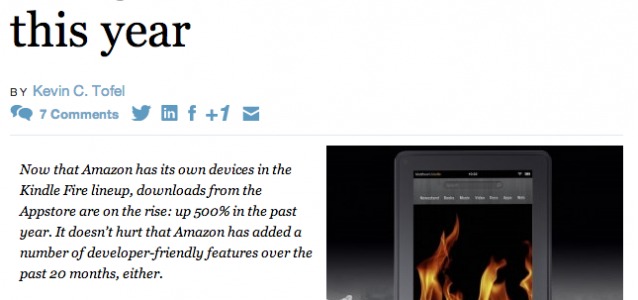 this year
BY Kevin C. Tofel
7 Comments +1
Now that Amazon has its own devices in the
Kindle Fire lineup, downloads from the
Appstore are on the rise: up 500% in the past
year. It doesn't hurt that Amazon has added a
number of developer-friendly features over the
past 20 months, either.
Newsstand Books Music Video Docs Apps Web